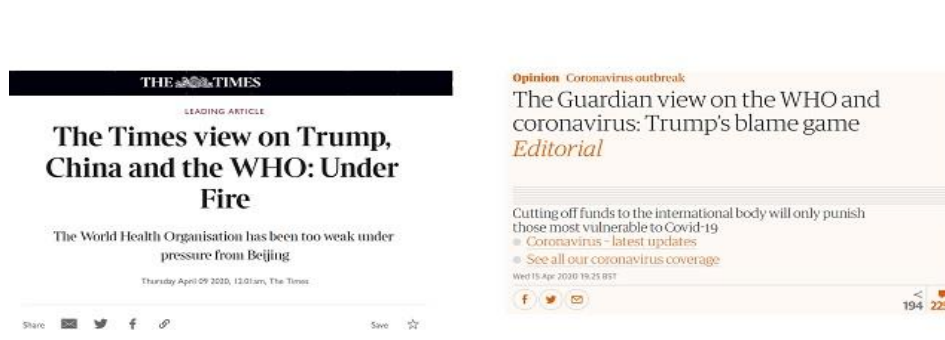 THE TIMES
LEADING ARTICLE
The Times view on Trump,
China and the WHO: Under
Fire
The World Health Organisation has been too weak under
pressure from Beijing
Thursday April 09 2020, 12.01am, The Times
Share
Save
Opinion Coronavirus outbreak
The Guardian view on the WHO and
coronavirus: Trump's blame game
Editorial
Cutting off funds to the international body will only punish
those most vulnerable to Covid-19
Coronavirus - latest updates
See all our coronavirus coverage
Wed 15 Apr 2020 19.25 BST
194